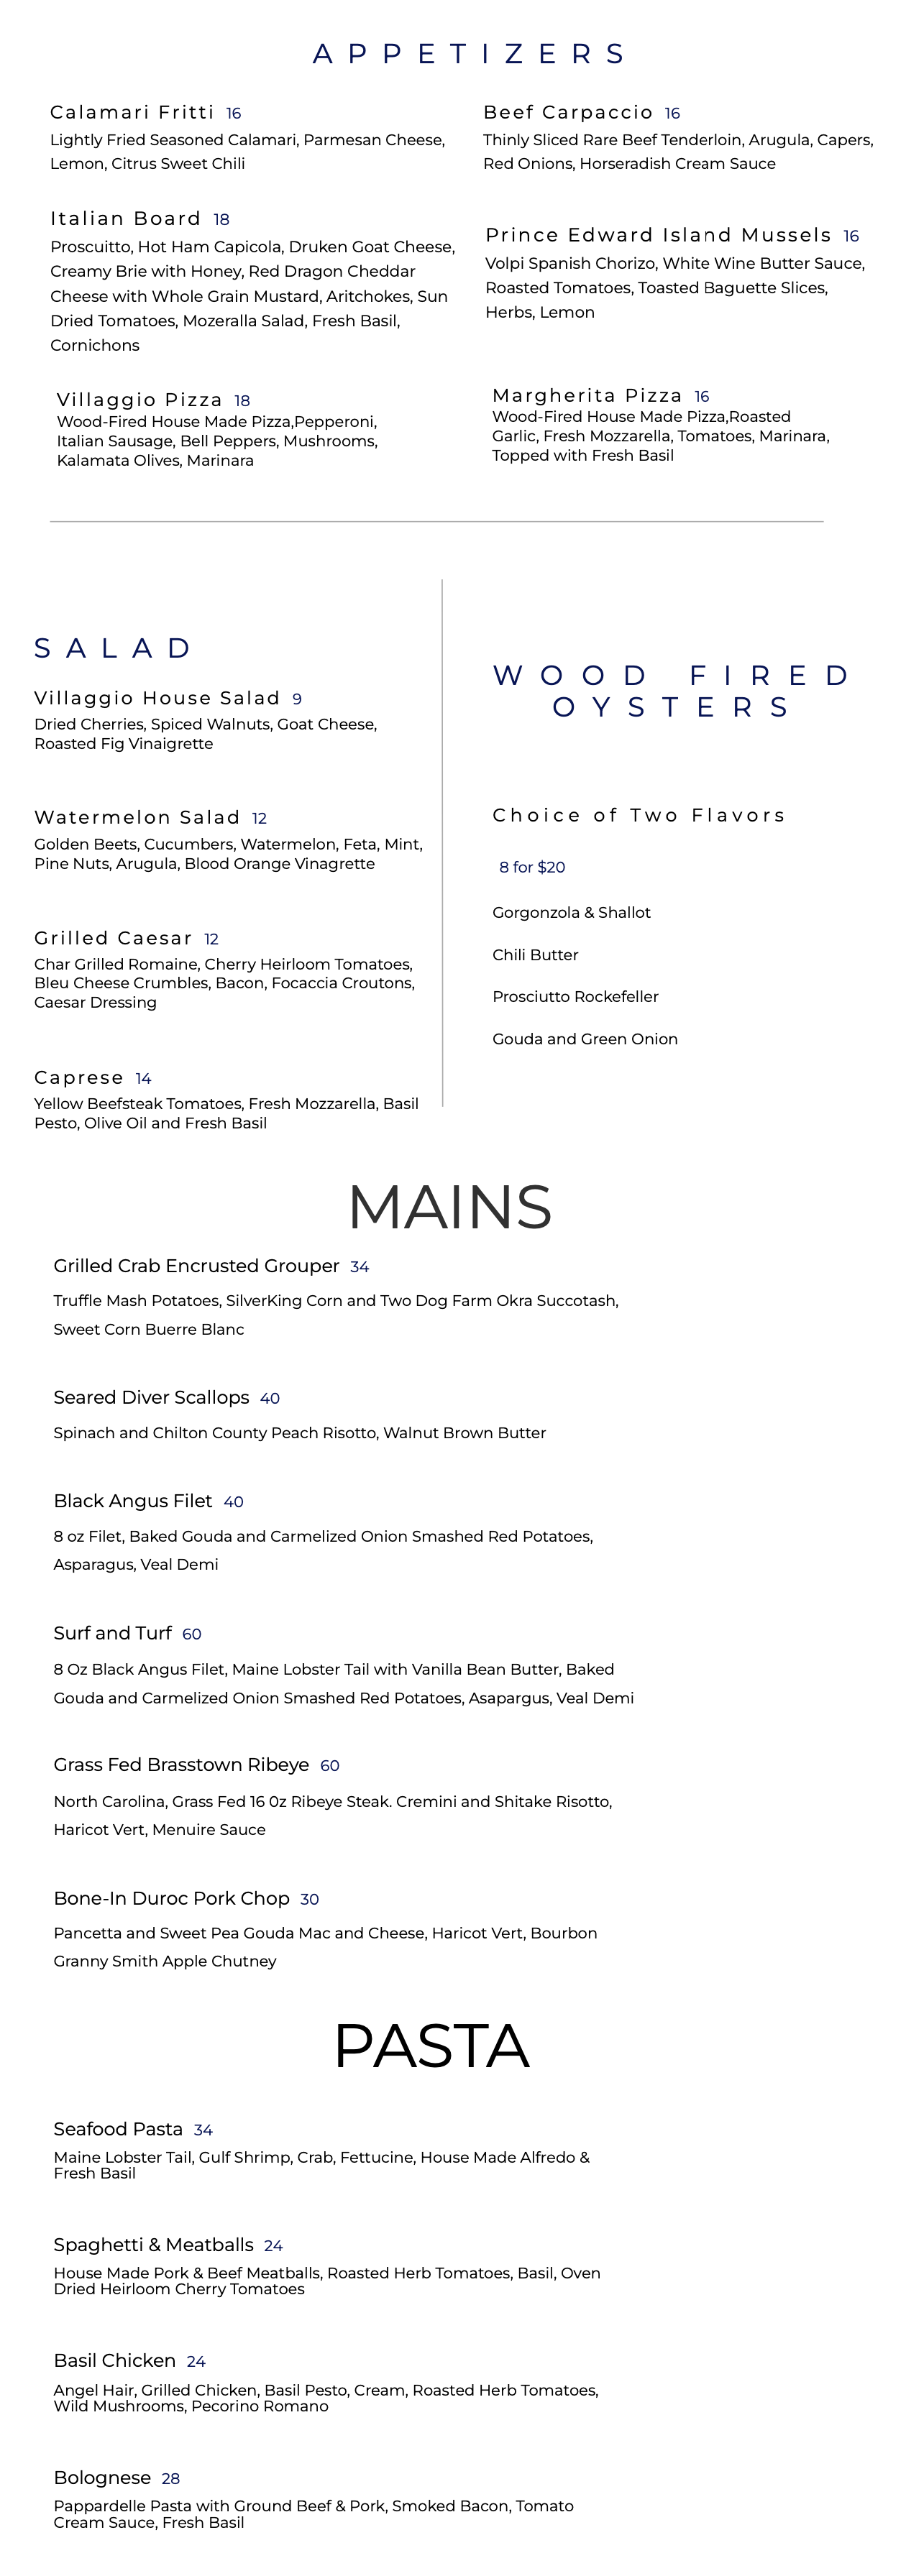 APPETIZERS
Calamari Fritti 16
Lightly Fried Seasoned Calamari, Parmesan Cheese,
Lemon, Citrus Sweet Chili
Beef Carpaccio 16
Thinly Sliced Rare Beef Tenderloin, Arugula, Capers,
Red Onions, Horseradish Cream Sauce
Italian Board 18
Proscuitto, Hot Ham Capicola, Druken Goat Cheese,
Creamy Brie with Honey, Red Dragon Cheddar
Cheese with Whole Grain Mustard, Aritchokes, Sun
Dried Tomatoes, Mozeralla Salad, Fresh Basil,
Cornichons
Prince Edward Island Mussels 16
Volpi Spanish Chorizo, White Wine Butter Sauce,
Roasted Tomatoes, Toasted Baguette Slices,
Herbs, Lemon
Villaggio Pizza 18
Wood-Fired House Made Pizza,Pepperoni,
Italian Sausage, Bell Peppers, Mushrooms,
Kalamata Olives, Marinara
Margherita Pizza 16
Wood-Fired House Made Pizza,Roasted
Garlic, Fresh Mozzarella, Tomatoes, Marinara,
Topped with Fresh Basil
SALAD
Villaggio House Salad 9
Dried Cherries, Spiced Walnuts, Goat Cheese,
Roasted Fig Vinaigrette
Watermelon Salad 12
Golden Beets, Cucumbers, Watermelon, Feta, Mint,
Pine Nuts, Arugula, Blood Orange Vinagrette
Grilled Caesar 12
Char Grilled Romaine, Cherry Heirloom Tomatoes,
Bleu Cheese Crumbles, Bacon, Focaccia Croutons,
Caesar Dressing
Caprese 14
Yellow Beefsteak Tomatoes, Fresh Mozzarella, Basil
Pesto, Olive Oil and Fresh Basil
WOOD FIRED
OYSTERS
Choice of Two Flavors
8 for $20
Gorgonzola & Shallot
Chili Butter
Prosciutto Rockefeller
Gouda and Green Onion
MAINS
Grilled Crab Encrusted Grouper 34
Truffle Mash Potatoes, SilverKing Corn and Two Dog Farm Okra Succotash,
Sweet Corn Buerre Blanc
Seared Diver Scallops 40
Spinach and Chilton County Peach Risotto, Walnut Brown Butter
Black Angus Filet 40
8 oz Filet, Baked Gouda and Carmelized Onion Smashed Red Potatoes,
Asparagus, Veal Demi
Surf and Turf 60
8 Oz Black Angus Filet, Maine Lobster Tail with Vanilla Bean Butter, Baked
Gouda and Carmelized Onion Smashed Red Potatoes, Asapargus, Veal Demi
Grass Fed Brasstown Ribeye 60
North Carolina, Grass Fed 16 0z Ribeye Steak. Cremini and Shitake Risotto,
Haricot Vert, Menuire Sauce
Bone-In Duroc Pork Chop 30
Pancetta and Sweet Pea Gouda Mac and Cheese, Haricot Vert, Bourbon
Granny Smith Apple Chutney
PASTA
Seafood Pasta 34
Maine Lobster Tail, Gulf Shrimp, Crab, Fettucine, House Made Alfredo &
Fresh Basil
Spaghetti & Meatballs 24
House Made Pork & Beef Meatballs, Roasted Herb Tomatoes, Basil, Oven
Dried Heirloom Cherry Tomatoes
Basil Chicken 24
Angel Hair, Grilled Chicken, Basil Pesto, Cream, Roasted Herb Tomatoes,
Wild Mushrooms, Pecorino Romano
Bolognese 28
Pappardelle Pasta with Ground Beef & Pork, Smoked Bacon, Tomato
Cream Sauce, Fresh Basil